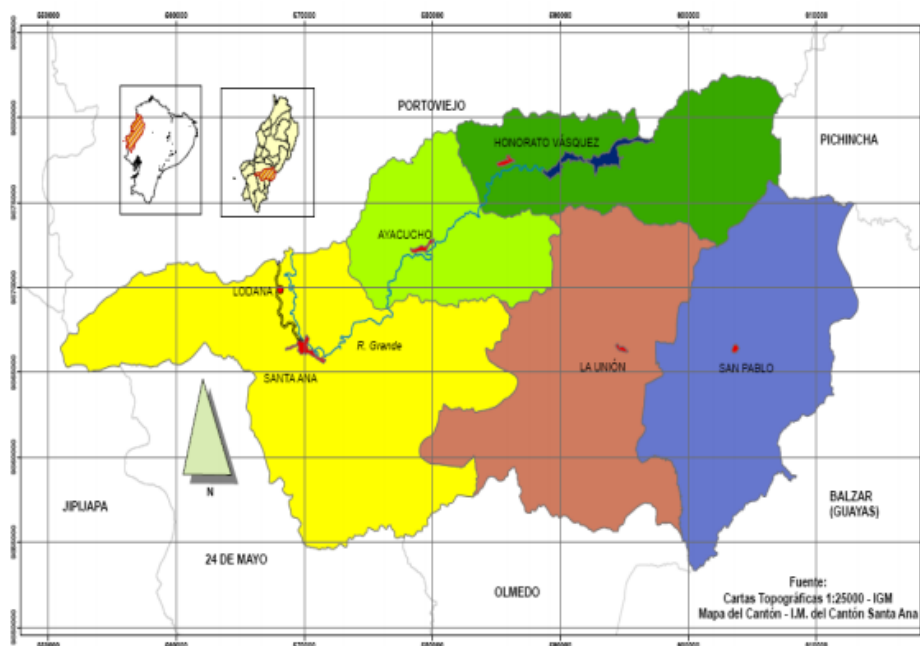 PORTOVIEJO
PICHINCHA
HONORATO VÁSQUEZ
AYACUCHO
LODANA
R. Grande
SANTA ANA
LA UNIÓN
SAN PABLO
N
JIPIJAPA
24 DE MAYO
OLMEDO
BALZAR
(GUAYAS)
Fuente:
Cartas Topográficas 1:25000 - IGM
Mapa del Cantón - I.M. del Cantón Santa Ana